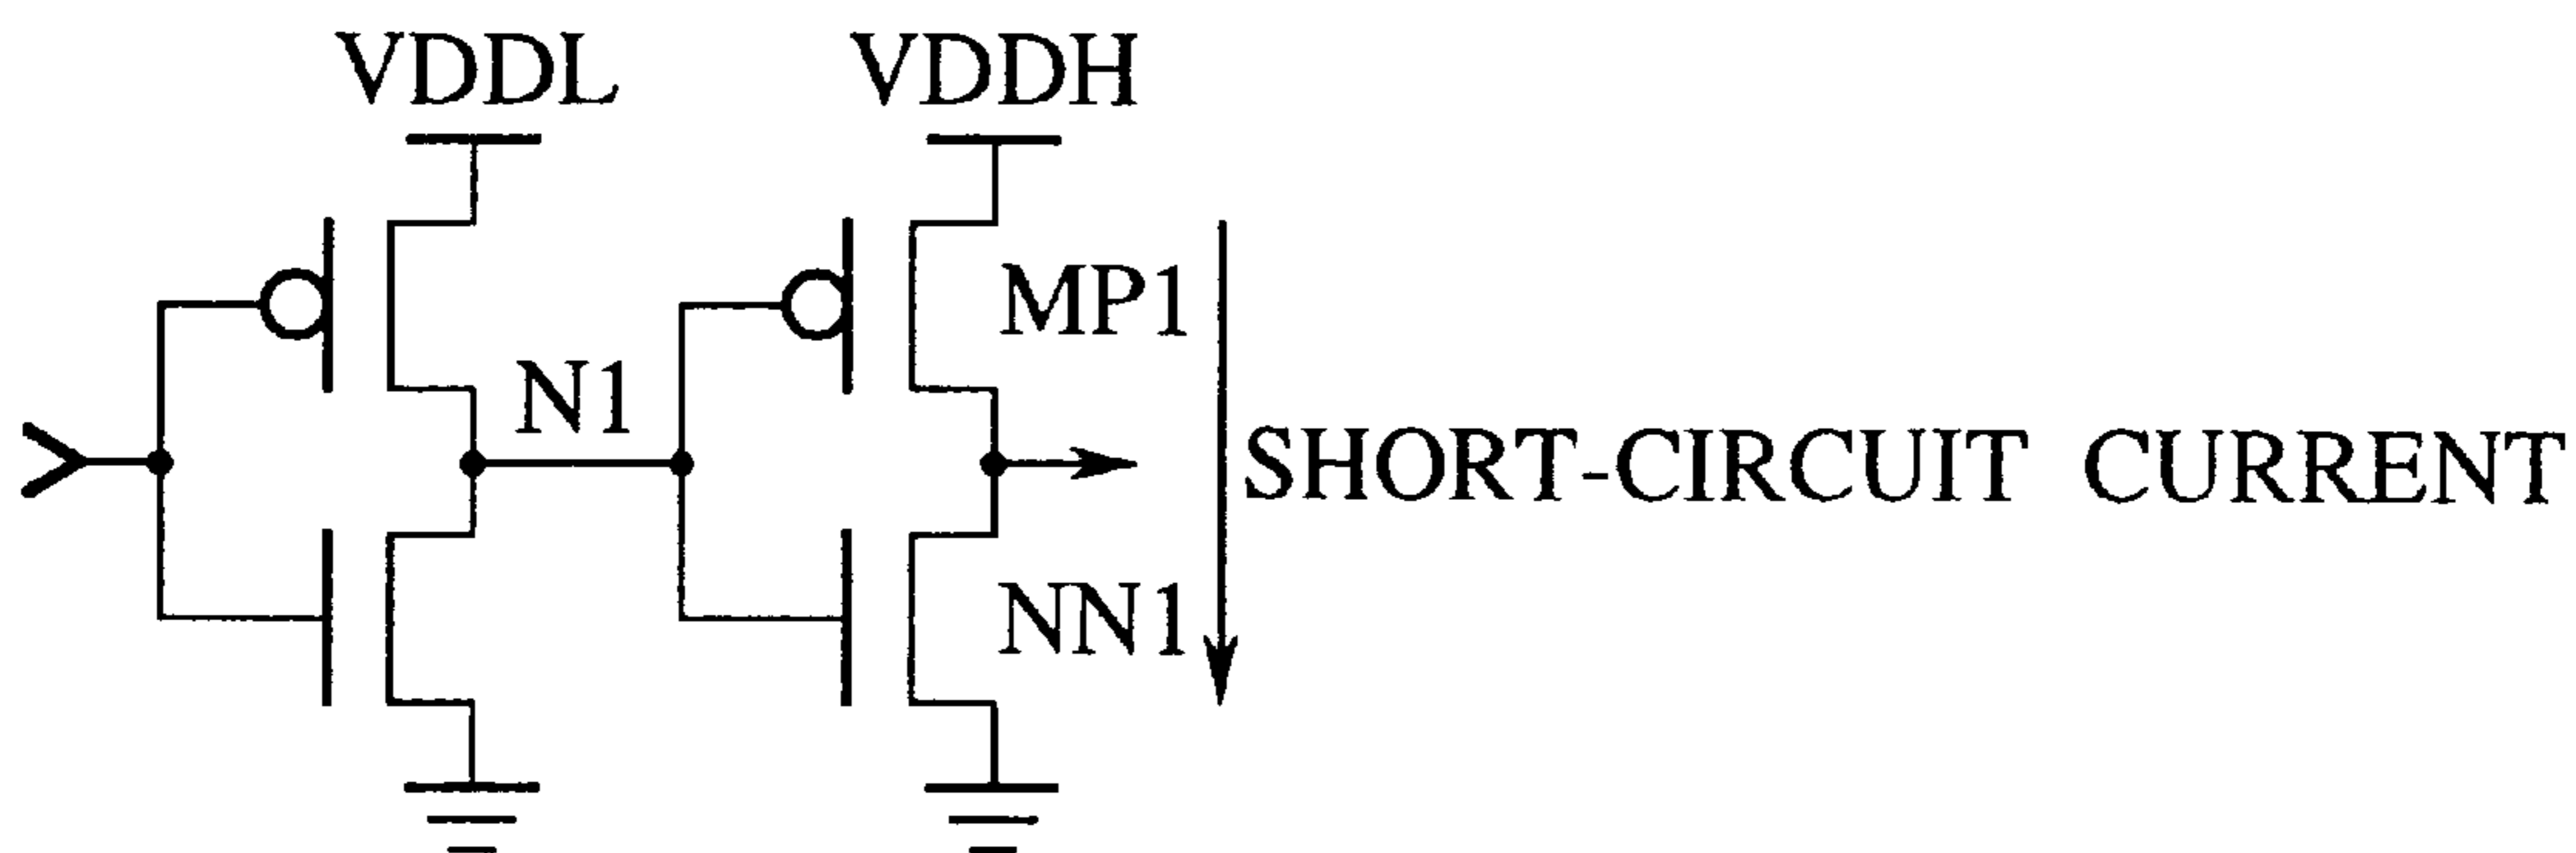 VDDL VDDH
MP1
N1
SHORT-CIRCUIT CURRENT
NN1